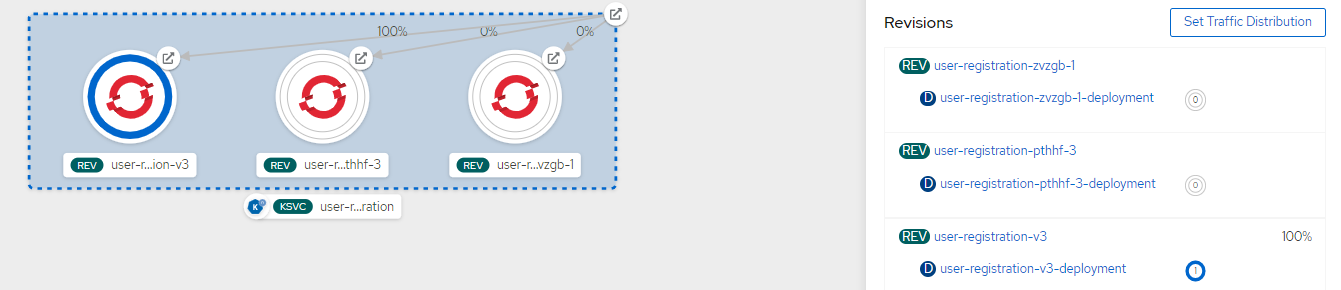 100%
0%
0%
REV user-r...ion-v3
REV user-r...thhf-3
REV user-r...vzgb-1
K KSVC user-r...ration
Revisions
Set Traffic Distribution
REV user-registration-zvzgb-1
D user-registration-zvzgb-1-deployment 0
REV user-registration-pthhf-3
D user-registration-pthhf-3-deployment 0
REV user-registration-v3 100%
D user-registration-v3-deployment 1